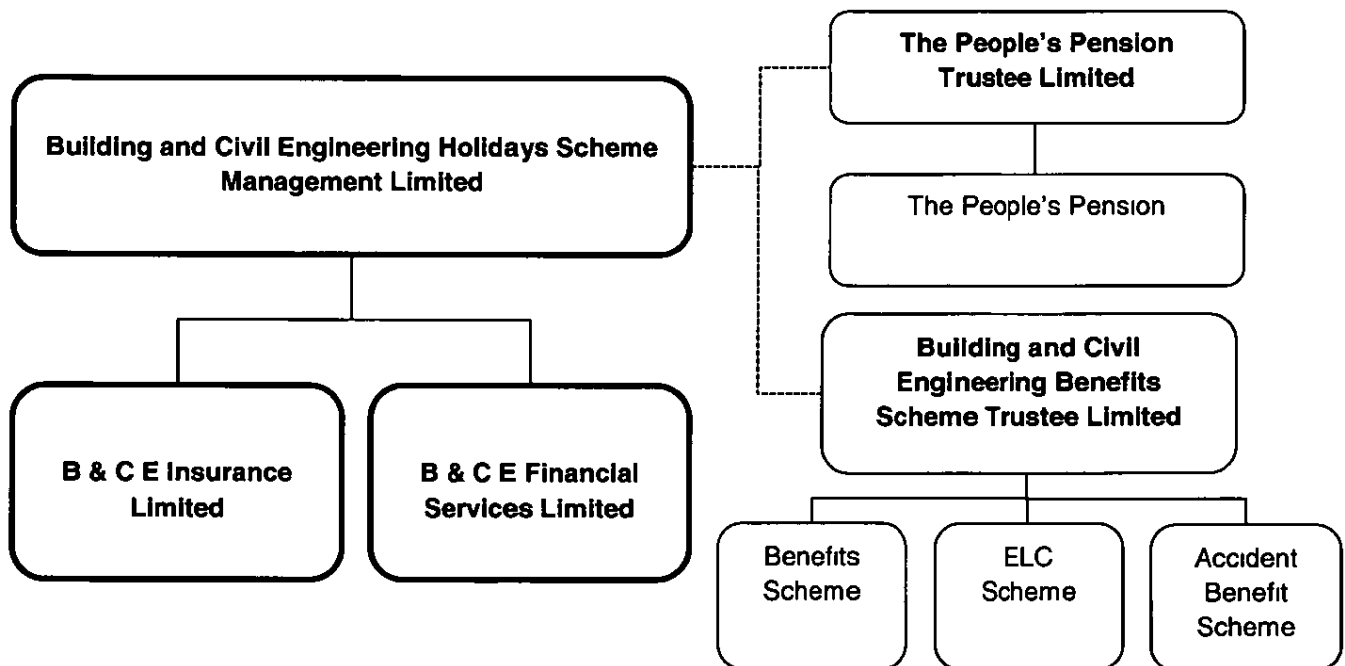 The People's Pension
Trustee Limited
Building and Civil Engineering Holidays Scheme
Management Limited
The People's Pension
Building and Civil
Engineering Benefits
Scheme Trustee Limited
B & C E Insurance
Limited
B & C E Financial
Services Limited
Benefits
Scheme
ELC
Scheme
Accident
Benefit
Scheme